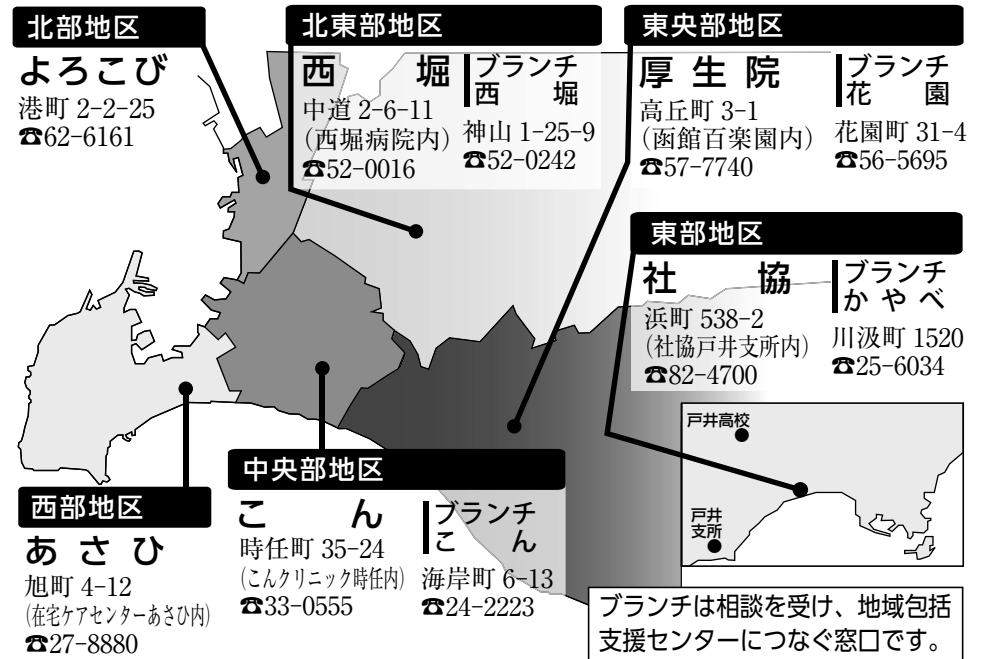 北部地区
よろこび
港町 2-2-25
☎62-6161
北東部地区
西堀
中道 2-6-11
(西堀病院内)
☎52-0016
ブランチ
西堀
神山 1-25-9
☎52-0242
東央部地区
厚生院
高丘町 3-1
(函館百楽園内)
☎57-7740
ブランチ
花園
花園町 31-4
☎56-5695
東部地区
社協
浜町 538-2
(社協戸井支所内)
☎82-4700
ブランチ
かやべ
川汲町 1520
☎25-6034
戸井高校
戸井
支所
西部地区
あさひ
旭町 4-12
(在宅ケアセンターあさひ内)
☎27-8880
中央部地区
こん
時任町 35-24
(こんクリニック時任内)
☎33-0555
ブランチ
こん
海岸町 6-13
☎24-2223
ブランチは相談を受け、地域包括
支援センターにつなぐ窓口です。